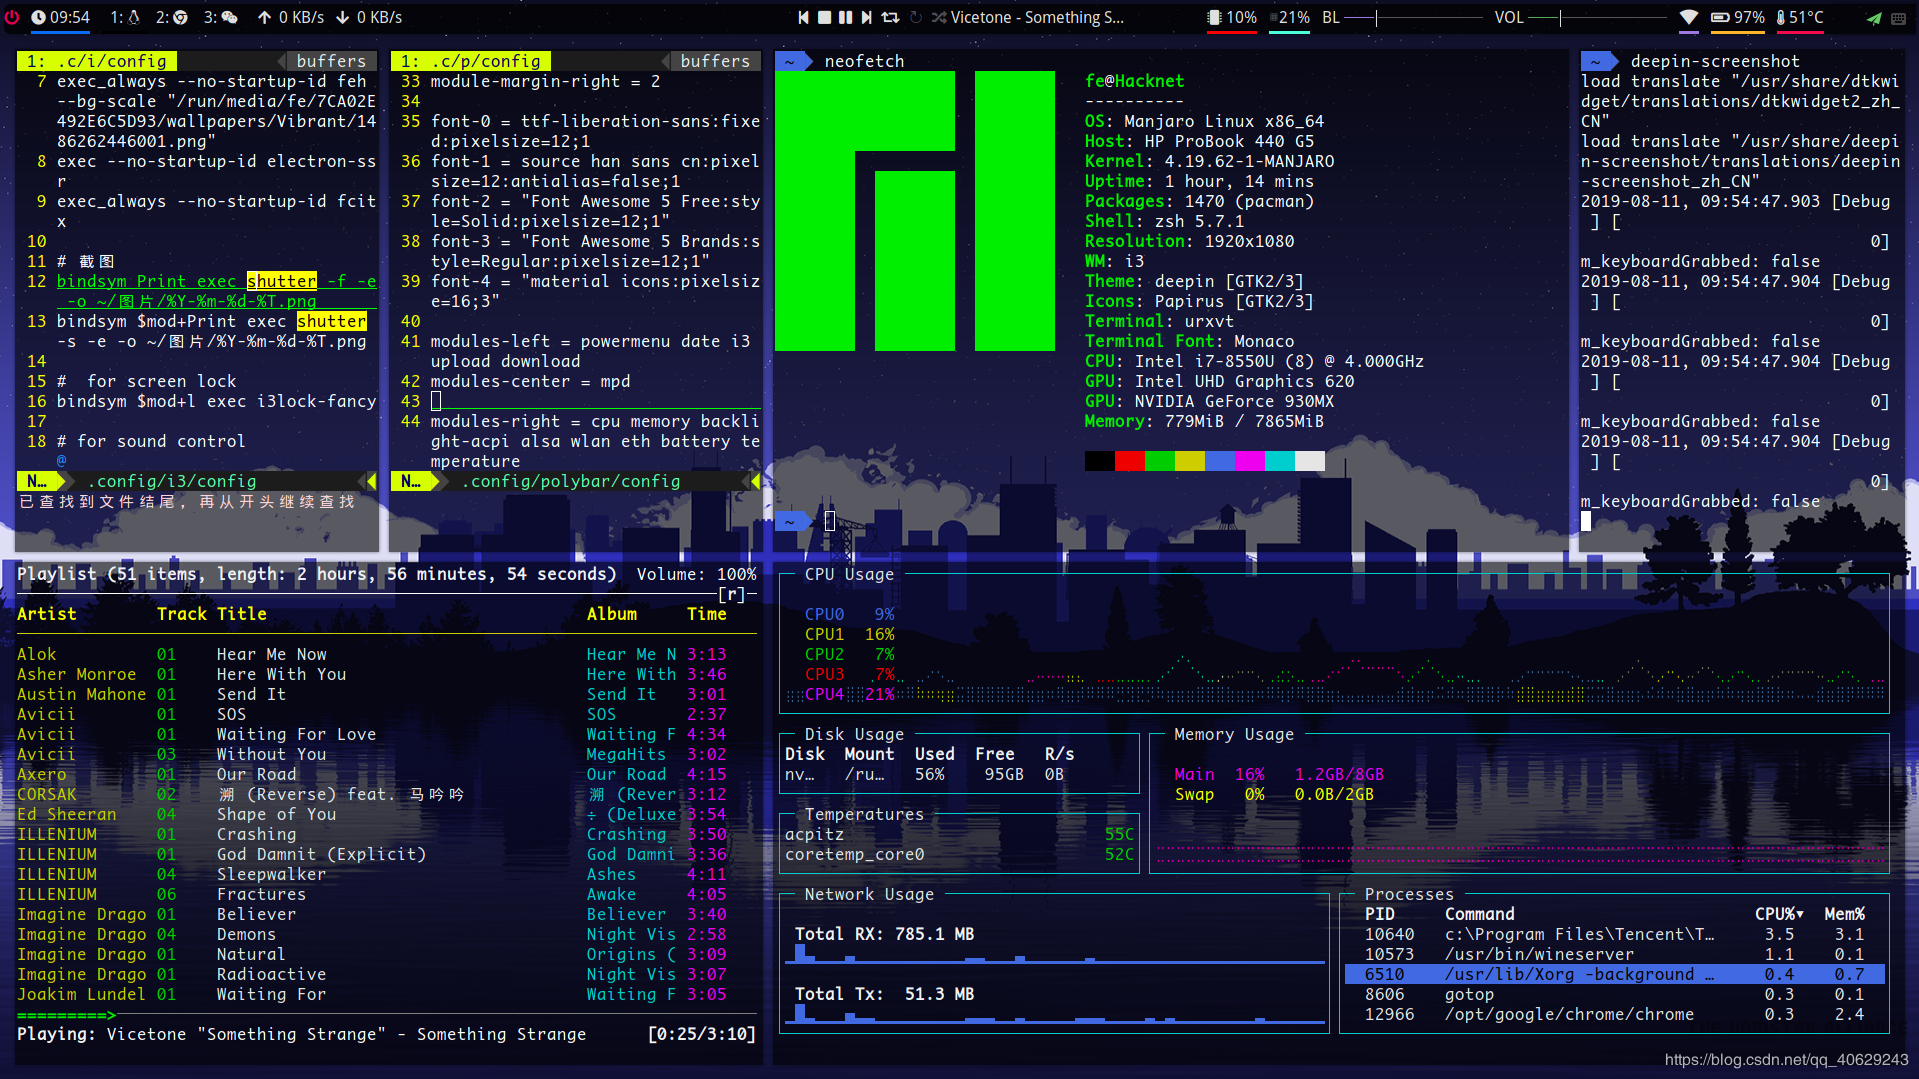 09:54 1: 2: 3: 0 KB/s 0 KB/s Vicetone - Something S... 10% 21% BL VOL 97% 51°C
1: .c/i/config buffers
7 exec_always --no-startup-id feh
--bg-scale "/run/media/fe/7CA02E
492E6C5D93/wallpapers/Vibrant/14
86262446001.png"
8 exec --no-startup-id electron-ss
r
9 exec_always --no-startup-id fcit
x
10
11 # 截图
12 bindsym Print exec shutter -f -e
-o ~/图片/%Y-%m-%d-%T.png
13 bindsym $mod+Print exec shutter
-s -e -o ~/图片/%Y-%m-%d-%T.png
14
15 #  for screen lock
16 bindsym $mod+l exec i3lock-fancy
17
18 # for sound control
@
N… .config/i3/config
已查找到文件结尾，再从开头继续查找
1: .c/p/config buffers
33 module-margin-right = 2
34
35 font-0 = ttf-liberation-sans:fixe
d:pixelsize=12;1
36 font-1 = source han sans cn:pixel
size=12:antialias=false;1
37 font-2 = "Font Awesome 5 Free:sty
le=Solid:pixelsize=12;1"
38 font-3 = "Font Awesome 5 Brands:s
tyle=Regular:pixelsize=12;1"
39 font-4 = "material icons:pixelsiz
e=16;3"
40
41 modules-left = powermenu date i3
upload download
42 modules-center = mpd
43
44 modules-right = cpu memory backli
ght-acpi alsa wlan eth battery te
mperature
N… .config/polybar/config
~ neofetch
fe@Hacknet
----------
OS: Manjaro Linux x86_64
Host: HP ProBook 440 G5
Kernel: 4.19.62-1-MANJARO
Uptime: 1 hour, 14 mins
Packages: 1470 (pacman)
Shell: zsh 5.7.1
Resolution: 1920x1080
WM: i3
Theme: deepin [GTK2/3]
Icons: Papirus [GTK2/3]
Terminal: urxvt
Terminal Font: Monaco
CPU: Intel i7-8550U (8) @ 4.000GHz
GPU: Intel UHD Graphics 620
GPU: NVIDIA GeForce 930MX
Memory: 779MiB / 7865MiB
~
~ deepin-screenshot
load translate "/usr/share/dtkwi
dget/translations/dtkwidget2_zh_
CN"
load translate "/usr/share/deepi
n-screenshot/translations/deepin
-screenshot_zh_CN"
2019-08-11, 09:54:47.903 [Debug
] [
0]
m_keyboardGrabbed: false
2019-08-11, 09:54:47.904 [Debug
] [
0]
m_keyboardGrabbed: false
2019-08-11, 09:54:47.904 [Debug
] [
0]
m_keyboardGrabbed: false
2019-08-11, 09:54:47.904 [Debug
] [
0]
m_keyboardGrabbed: false
Playlist (51 items, length: 2 hours, 56 minutes, 54 seconds) Volume: 100%
[r]
Artist Track Title Album Time
Alok 01 Hear Me Now Hear Me N 3:13
Asher Monroe 01 Here With You Here With 3:46
Austin Mahone 01 Send It Send It 3:01
Avicii 01 SOS SOS 2:37
Avicii 01 Waiting For Love Waiting F 4:34
Avicii 03 Without You MegaHits 3:02
Axero 01 Our Road Our Road 4:15
CORSAK 02 溯 (Reverse) feat. 马吟吟 溯 (Rever 3:12
Ed Sheeran 04 Shape of You ÷ (Deluxe 3:54
ILLENIUM 01 Crashing Crashing 3:50
ILLENIUM 01 God Damnit (Explicit) God Damni 3:36
ILLENIUM 04 Sleepwalker Ashes 4:11
ILLENIUM 06 Fractures Awake 4:05
Imagine Drago 01 Believer Believer 3:40
Imagine Drago 04 Demons Night Vis 2:58
Imagine Drago 01 Natural Origins ( 3:09
Imagine Drago 01 Radioactive Night Vis 3:07
Joakim Lundel 01 Waiting For Waiting F 3:05
=========>
Playing: Vicetone "Something Strange" - Something Strange [0:25/3:10]
CPU Usage
CPU0 9%
CPU1 16%
CPU2 7%
CPU3 7%
CPU4 21%
Disk Usage
Disk Mount Used Free R/s
nv… /ru… 56% 95GB 0B
Memory Usage
Main 16% 1.2GB/8GB
Swap 0% 0.0B/2GB
Temperatures
acpitz 55C
coretemp_core0 52C
Network Usage
Total RX: 785.1 MB
Total Tx: 51.3 MB
Processes
PID Command CPU%▾ Mem%
10640 c:\Program Files\Tencent\T… 3.5 3.1
10573 /usr/bin/wineserver 1.1 0.1
6510 /usr/lib/Xorg -background … 0.4 0.7
8606 gotop 0.3 0.1
12966 /opt/google/chrome/chrome 0.3 2.4
https://blog.csdn.net/qq_40629243